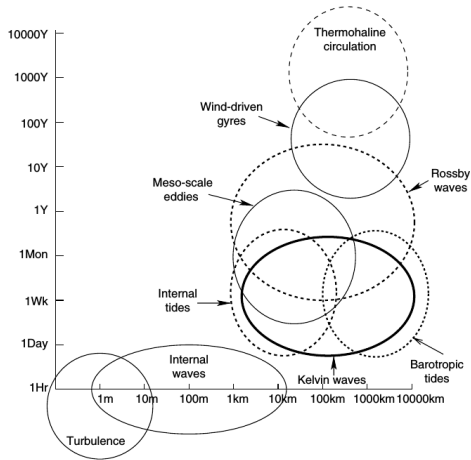 10000Y
Thermohaline
circulation
1000Y
Wind-driven
gyres
100Y
10Y
Rossby
waves
Meso-scale
eddies
1Y
1Mon
Internal
tides
1Wk
1Day
Internal
waves
Barotropic
tides
Kelvin waves
1Hr
1m 10m 100m 1km 10km 100km 1000km 10000km
Turbulence